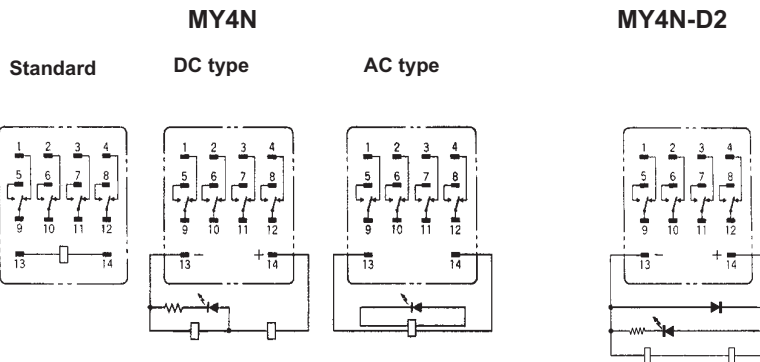 MY4N MY4N-D2
Standard DC type AC type
1 2 3 4 1 2 3 4 1 2 3 4 1 2 3 4
5 6 7 8 5 6 7 8 5 6 7 8 5 6 7 8
9 10 11 12 9 10 11 12 9 10 11 12 9 10 11 12
13 14 13 − + 14 13 14 13 − + 14